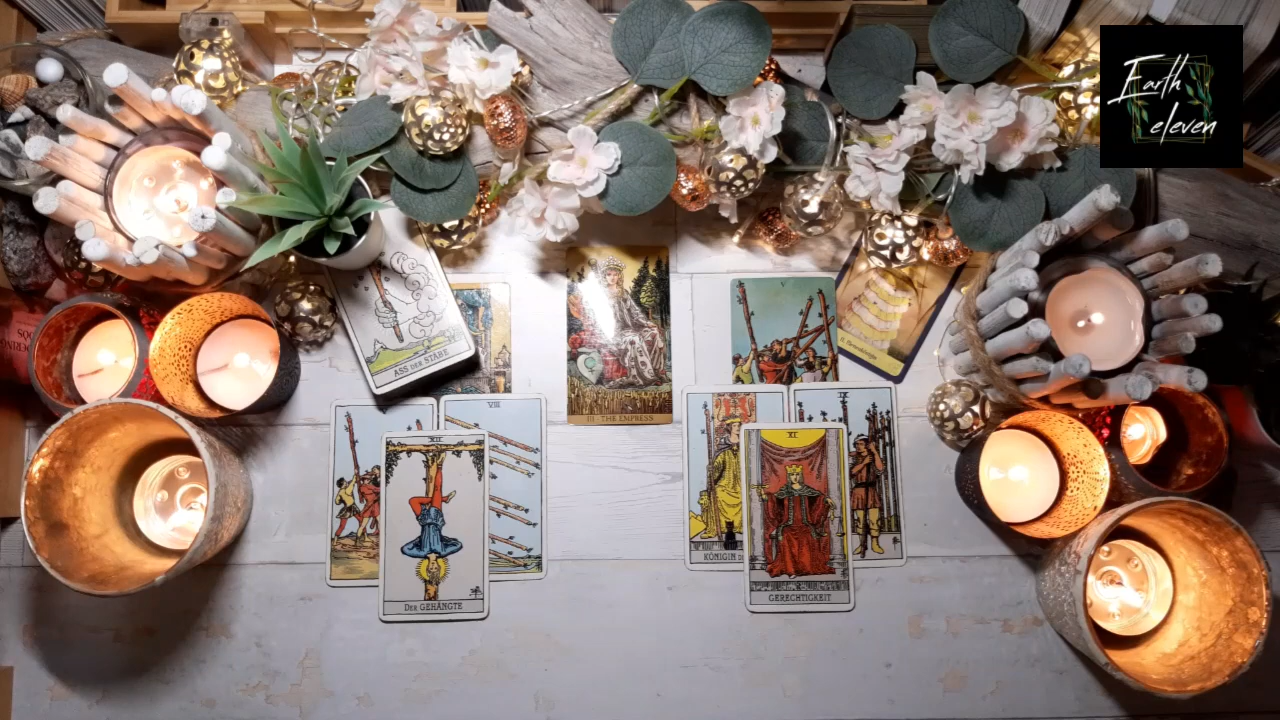 Earth
eleven
ASS DER STÄBE
III · THE EMPRESS
V
VIII
IX
XII
DER GEHÄNGTE
KÖNIGIN
XI
GERECHTIGKEIT